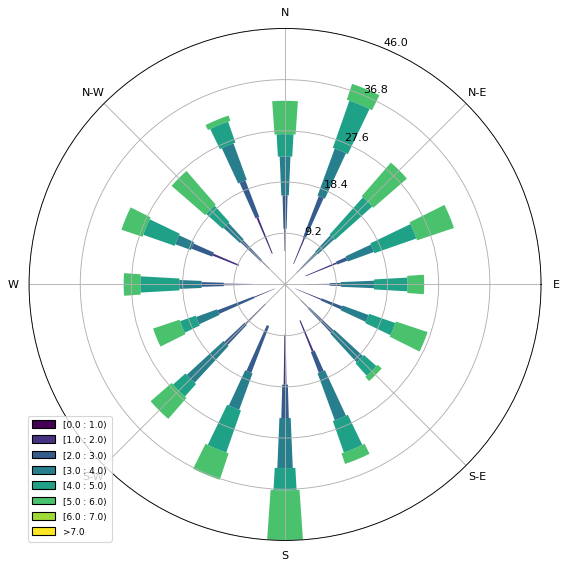 N
46.0
N-W
N-E
36.8
27.6
18.4
9.2
W
E
[0.0 : 1.0)
[1.0 : 2.0)
[2.0 : 3.0)
[3.0 : 4.0)
[4.0 : 5.0)
[5.0 : 6.0)
[6.0 : 7.0)
>7.0
S-W
S-E
S